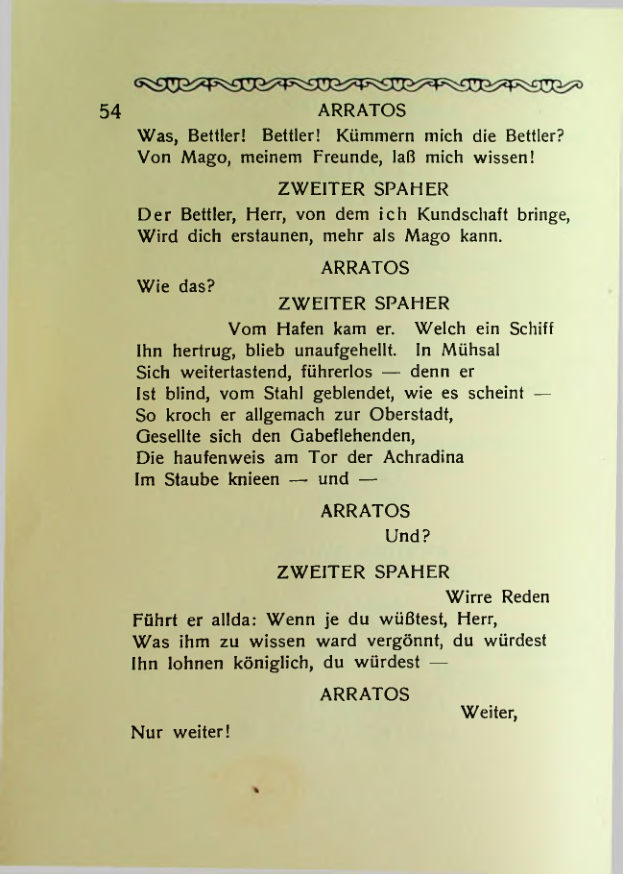 54
ARRATOS
Was, Bettler! Bettler! Kümmern mich die Bettler?
Von Mago, meinem Freunde, laß mich wissen!
ZWEITER SPAHER
Der Bettler, Herr, von dem ich Kundschaft bringe,
Wird dich erstaunen, mehr als Mago kann.
ARRATOS
Wie das?
ZWEITER SPAHER
Vom Hafen kam er. Welch ein Schiff
Ihn hertrug, blieb unaufgehellt. In Mühsal
Sich weitertastend, führerlos — denn er
Ist blind, vom Stahl geblendet, wie es scheint —
So kroch er allgemach zur Oberstadt,
Gesellte sich den Gabeflehenden,
Die haufenweis am Tor der Achradina
Im Staube knieen — und —
ARRATOS
Und?
ZWEITER SPAHER
Wirre Reden
Führt er allda: Wenn je du wüßtest, Herr,
Was ihm zu wissen ward vergönnt, du würdest
Ihn lohnen königlich, du würdest —
ARRATOS
Weiter,
Nur weiter!